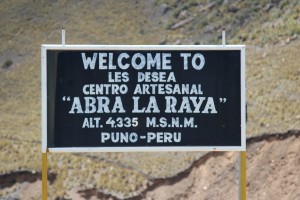 WELCOME TO
LES DESEA
CENTRO ARTESANAL
"ABRA LA RAYA"
ALT. 4.335 M.S.N.M.
PUNO-PERU